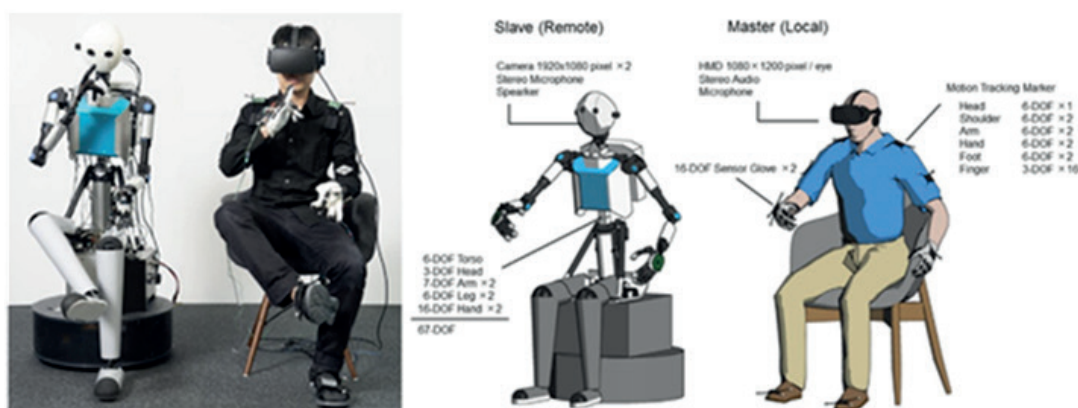 Slave (Remote)
Camera 1920x1080 pixel ×2
Stereo Microphone
Spearker
6-DOF Torso
3-DOF Head
7-DOF Arm ×2
6-DOF Leg ×2
16-DOF Hand ×2
67-DOF
Master (Local)
HMD 1080×1200 pixel / eye
Stereo Audio
Microphone
16-DOF Sensor Glove ×2
Motion Tracking Marker
Head 6-DOF ×1
Shoulder 6-DOF ×2
Arm 6-DOF ×2
Hand 6-DOF ×2
Foot 6-DOF ×2
Finger 3-DOF ×16